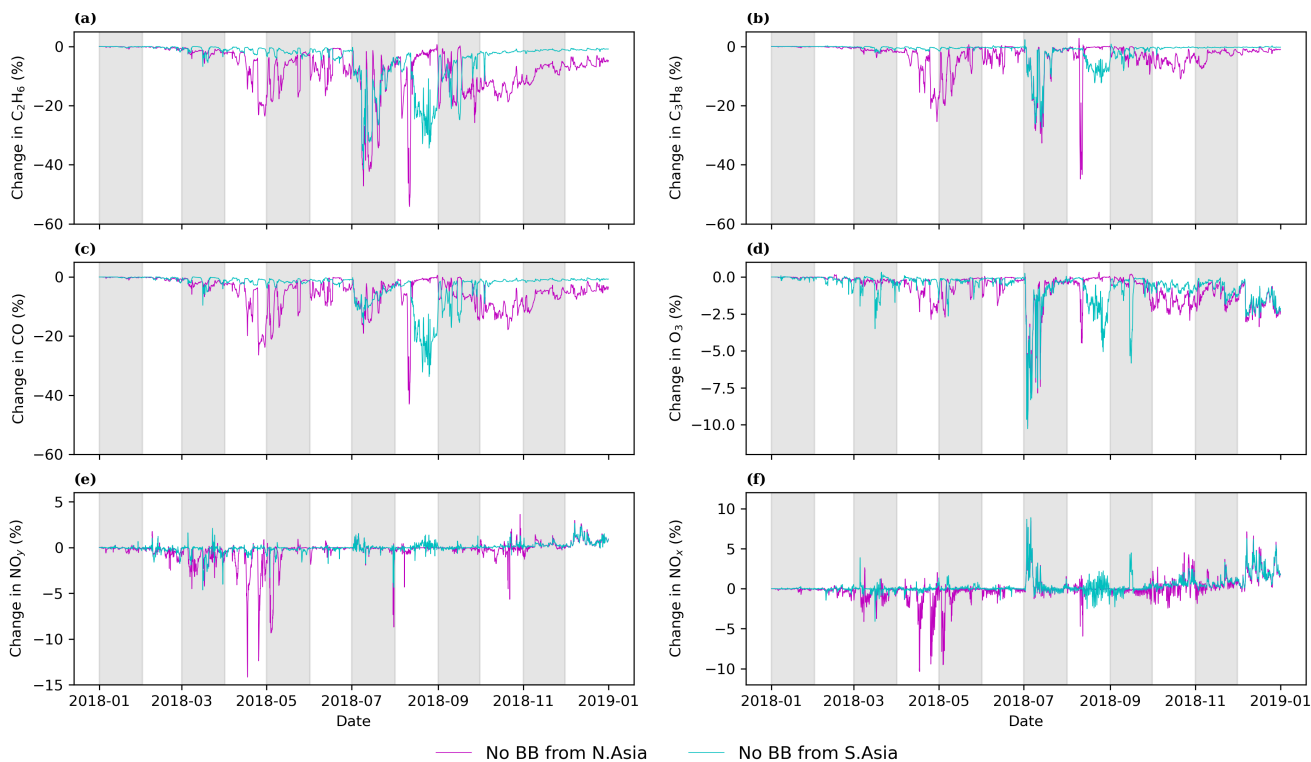 (a)
(b)
0
−20
−40
−60
Change in C₂H₆ (%)
0
−20
−40
−60
Change in C₃H₈ (%)
(c)
(d)
0
−20
−40
−60
Change in CO (%)
0.0
−2.5
−5.0
−7.5
−10.0
Change in O₃ (%)
(e)
(f)
5
0
−5
−10
−15
Change in NOᵧ (%)
10
5
0
−5
−10
Change in NOₓ (%)
2018-01 2018-03 2018-05 2018-07 2018-09 2018-11 2019-01
Date
2018-01 2018-03 2018-05 2018-07 2018-09 2018-11 2019-01
Date
No BB from N.Asia No BB from S.Asia